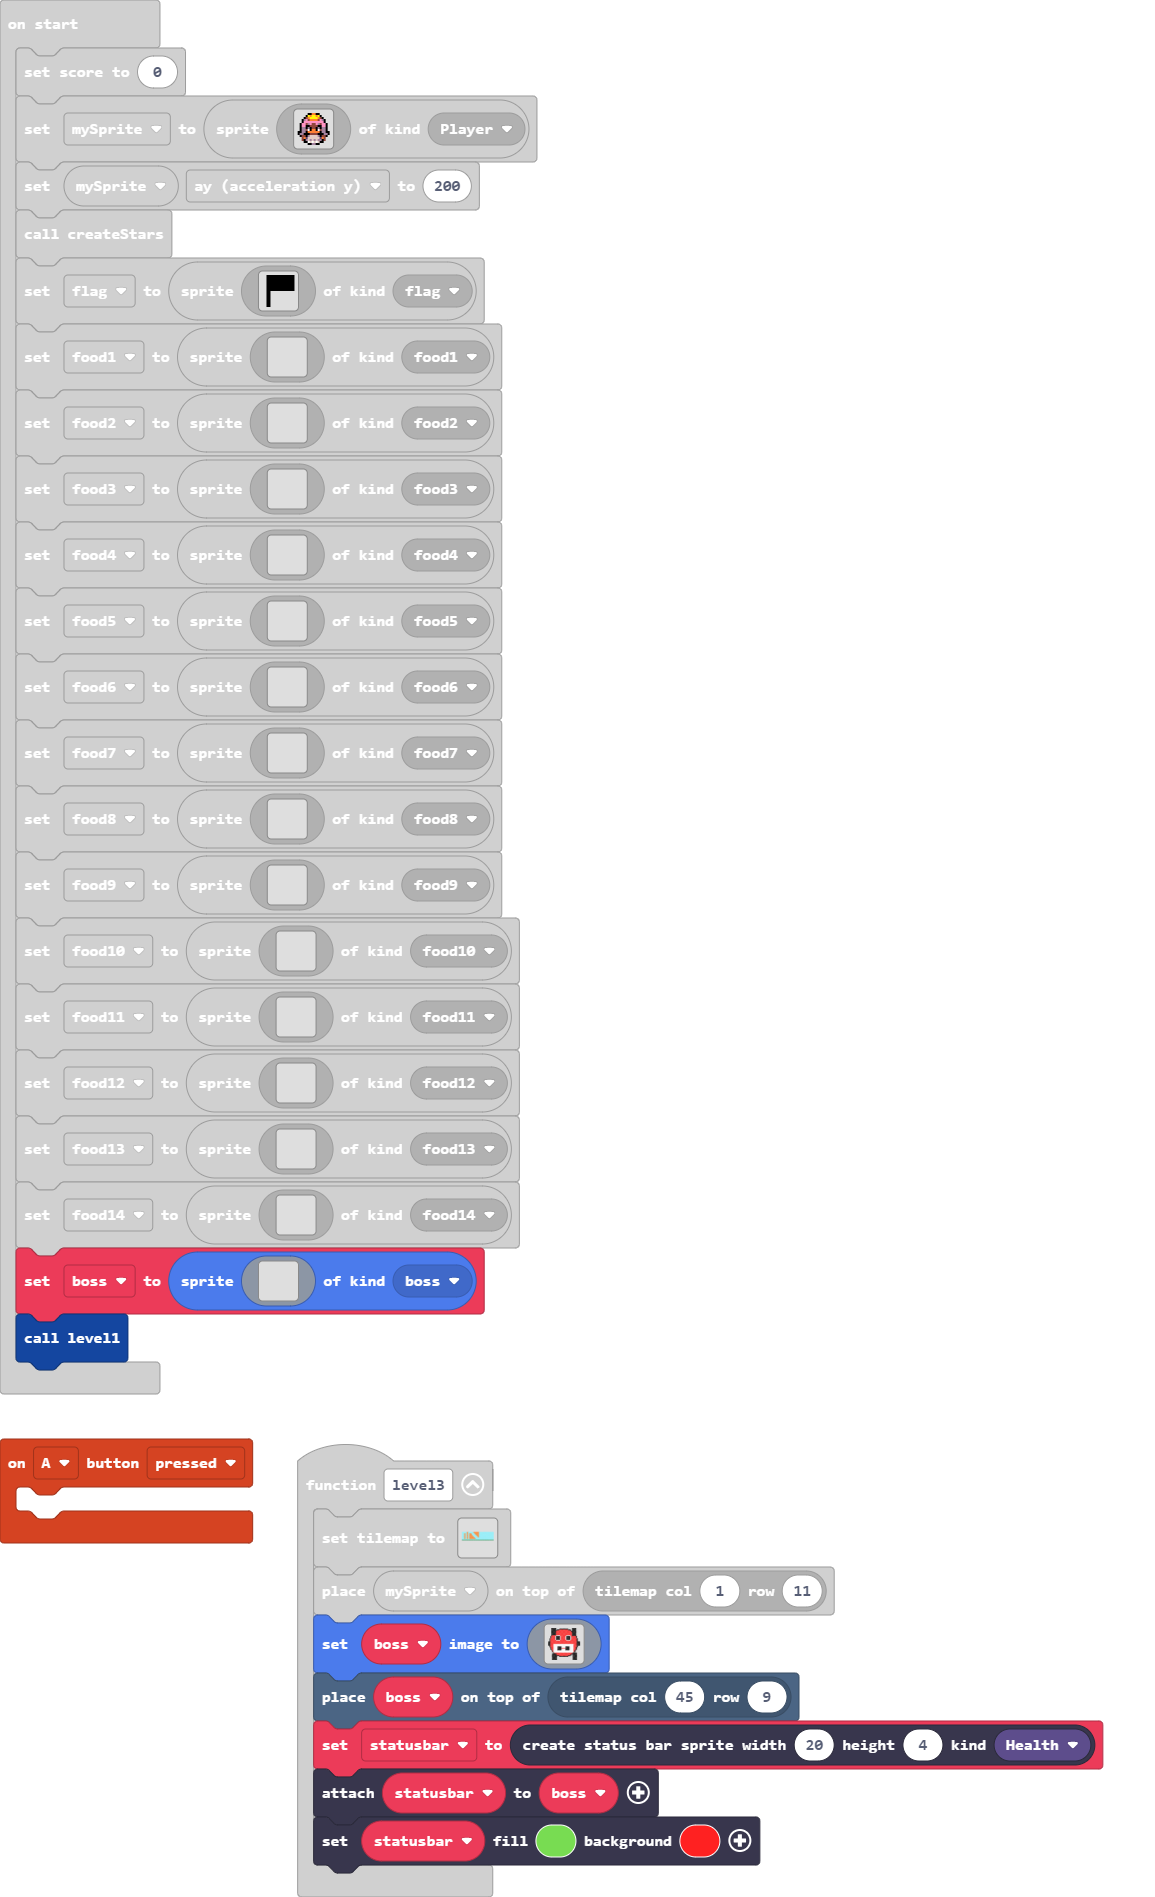 on start
set score to 0
set mySprite to sprite of kind Player
set mySprite ay (acceleration y) to 200
call createStars
set flag to sprite of kind flag
set food1 to sprite of kind food1
set food2 to sprite of kind food2
set food3 to sprite of kind food3
set food4 to sprite of kind food4
set food5 to sprite of kind food5
set food6 to sprite of kind food6
set food7 to sprite of kind food7
set food8 to sprite of kind food8
set food9 to sprite of kind food9
set food10 to sprite of kind food10
set food11 to sprite of kind food11
set food12 to sprite of kind food12
set food13 to sprite of kind food13
set food14 to sprite of kind food14
set boss to sprite of kind boss
call level1
on A button pressed
function level3
set tilemap to
place mySprite on top of tilemap col 1 row 11
set boss image to
place boss on top of tilemap col 45 row 9
set statusbar to create status bar sprite width 20 height 4 kind Health
attach statusbar to boss
set statusbar fill background